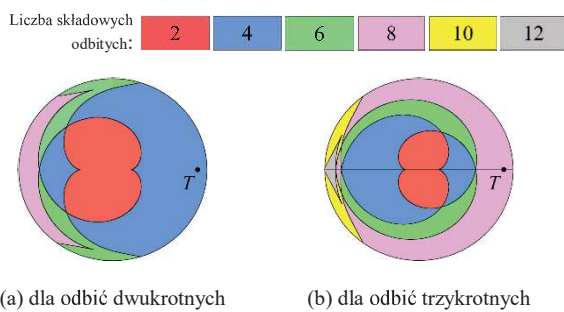 Liczba składowych
odbitych:
2 4 6 8 10 12
T
T
(a) dla odbić dwukrotnych
(b) dla odbić trzykrotnych